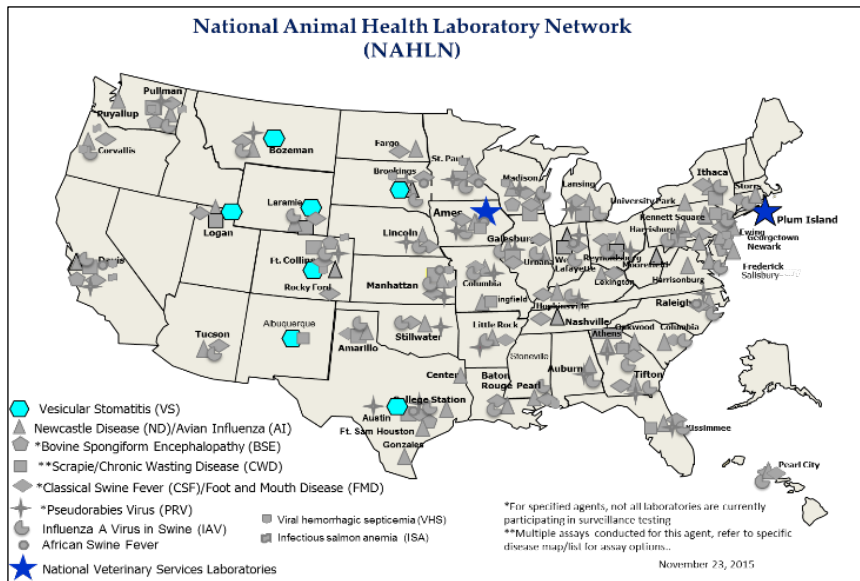 National Animal Health Laboratory Network
(NAHLN)
Pullman
Puyallup
Corvallis
Bozeman
Fargo
St. Paul
Brookings
Madison
Lansing
Ithaca
Storrs
University Park
Plum Island
Laramie
Ames
Kennett Square
Harrisburg
Ewing
Georgetown
Newark
Logan
Lincoln
Galesburg
Reynoldsburg
Davis
Ft. Collins
Urbana
Lafayette
Moorefield
Frederick
Salisbury
Rocky Ford
Manhattan
Columbia
Lexington
Harrisonburg
Springfield
Hopkinsville
Raleigh
Tucson
Albuquerque
Stillwater
Nashville
Amarillo
Little Rock
Athens
Oakwood
Columbia
Stoneville
Center
Baton
Rouge
Pearl
Auburn
Tifton
College Station
Austin
Ft. Sam Houston
Gonzales
Kissimmee
Pearl City
Vesicular Stomatitis (VS)
Newcastle Disease (ND)/Avian Influenza (AI)
*Bovine Spongiform Encephalopathy (BSE)
**Scrapie/Chronic Wasting Disease (CWD)
*Classical Swine Fever (CSF)/Foot and Mouth Disease (FMD)
*Pseudorabies Virus (PRV)
Influenza A Virus in Swine (IAV)
African Swine Fever
National Veterinary Services Laboratories
Viral hemorrhagic septicemia (VHS)
Infectious salmon anemia (ISA)
*For specified agents, not all laboratories are currently
participating in surveillance testing
**Multiple assays conducted for this agent, refer to specific
disease map/list for assay options..
November 23, 2015